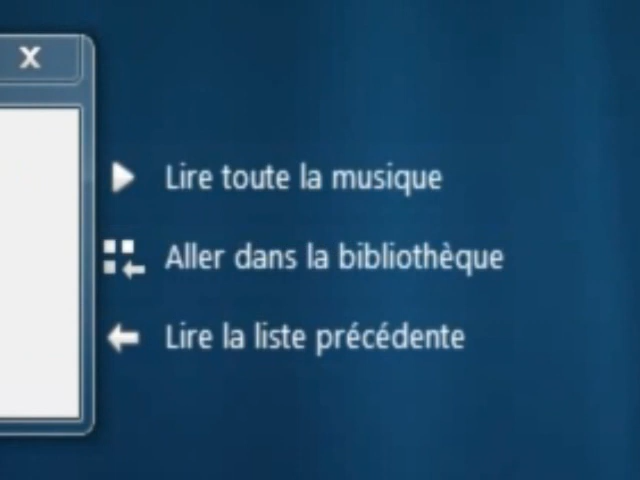 X
Lire toute la musique
Aller dans la bibliothèque
Lire la liste précédente